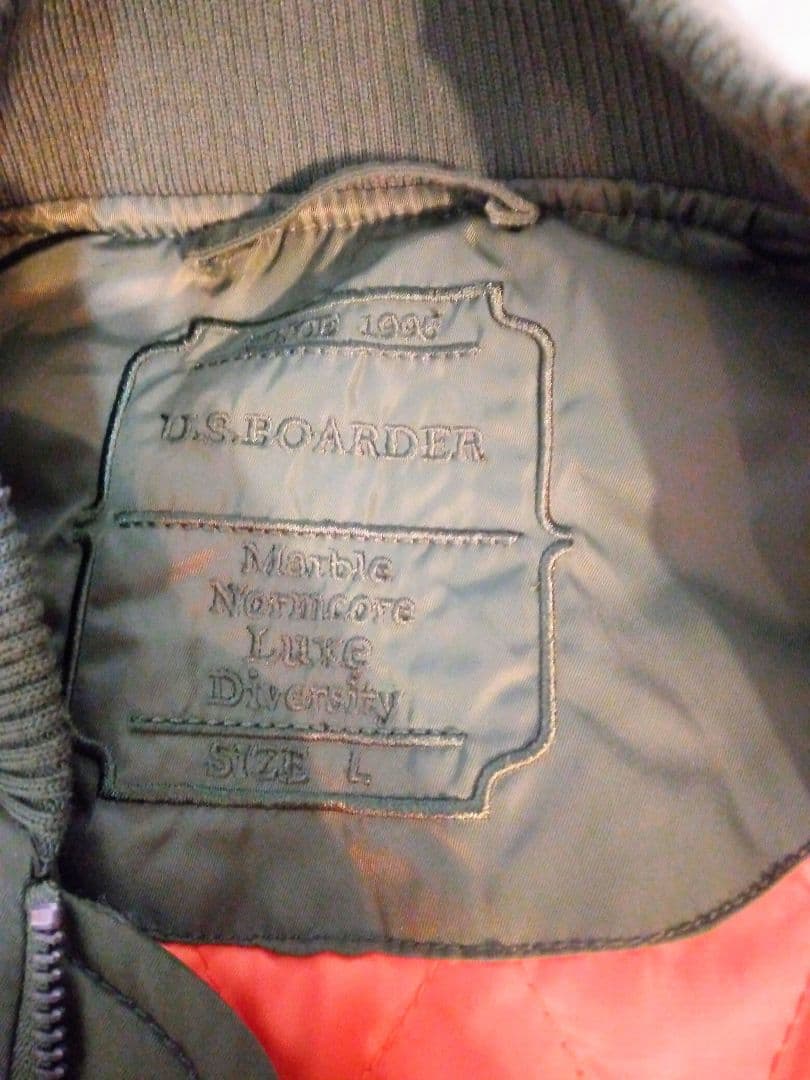 SINCE 1996
U.S.BOARDER
Marble
Normcore
Luxe
Diversity
SIZE L